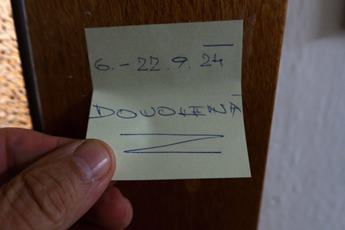 6. - 22. 9. 24
DOVOLENÁ